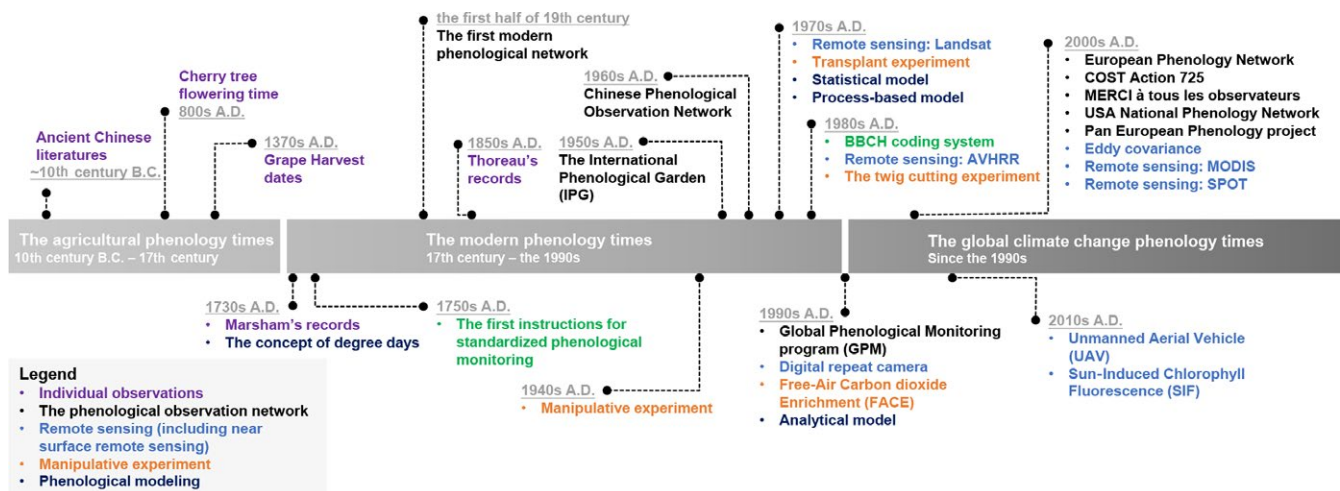 the first half of 19th century
The first modern
phenological network
1970s A.D.
• Remote sensing: Landsat
• Transplant experiment
• Statistical model
• Process-based model
2000s A.D.
• European Phenology Network
• COST Action 725
• MERCI à tous les observateurs
• USA National Phenology Network
• Pan European Phenology project
• Eddy covariance
• Remote sensing: MODIS
• Remote sensing: SPOT
Cherry tree
flowering time
800s A.D.
1960s A.D.
Chinese Phenological
Observation Network
Ancient Chinese
literatures
~10th century B.C.
1370s A.D.
Grape Harvest
dates
1850s A.D.
Thoreau's
records
1950s A.D.
The International
Phenological Garden
(IPG)
1980s A.D.
• BBCH coding system
• Remote sensing: AVHRR
• The twig cutting experiment
The agricultural phenology times
10th century B.C. – 17th century
The modern phenology times
17th century – the 1990s
The global climate change phenology times
Since the 1990s
1730s A.D.
• Marsham's records
• The concept of degree days
1750s A.D.
• The first instructions for
standardized phenological
monitoring
1940s A.D.
• Manipulative experiment
1990s A.D.
• Global Phenological Monitoring
program (GPM)
• Digital repeat camera
• Free-Air Carbon dioxide
Enrichment (FACE)
• Analytical model
2010s A.D.
• Unmanned Aerial Vehicle
(UAV)
• Sun-Induced Chlorophyll
Fluorescence (SIF)
Legend
• Individual observations
• The phenological observation network
• Remote sensing (including near
surface remote sensing)
• Manipulative experiment
• Phenological modeling